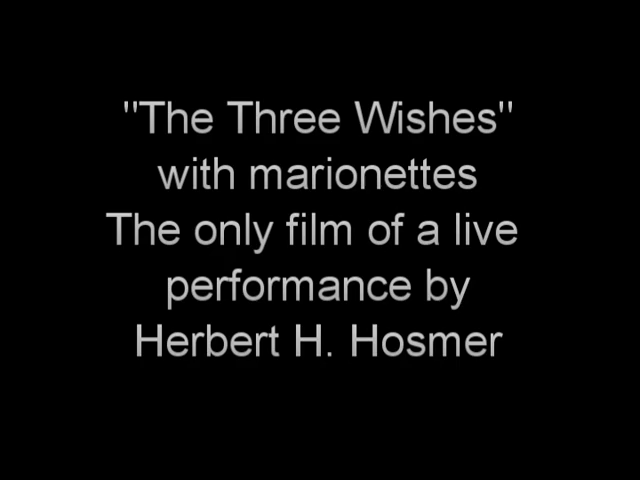 "The Three Wishes"
with marionettes
The only film of a live
performance by
Herbert H. Hosmer